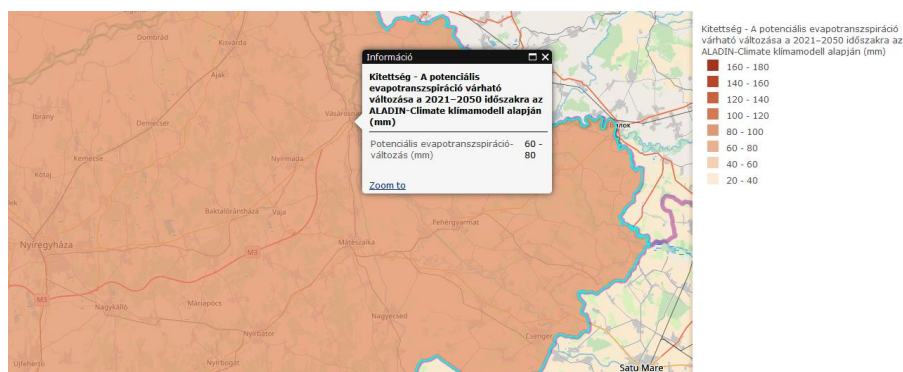 Dombrád
Kisvárda
Ajak
Ibrány
Demecser
Kemecse
Kótaj
Nyírmada
Baktalórántháza
Vaja
Nyíregyháza
M3
Mátészalka
Fehérgyarmat
M3
Nagykálló
Máriapócs
Nagyecsed
Nyírbátor
Csenger
Újfehértó
Nyírbogát
Satu Mare
Információ
Kitettség - A potenciális
evapotranszspiráció várható
változása a 2021–2050 időszakra az
ALADIN-Climate klímamodell alapján
(mm)
Potenciális evapotranszspiráció- 60 -
változás (mm) 80
Zoom to
Kitettség - A potenciális evapotranszspiráció
várható változása a 2021–2050 időszakra az
ALADIN-Climate klímamodell alapján (mm)
160 - 180
140 - 160
120 - 140
100 - 120
80 - 100
60 - 80
40 - 60
20 - 40